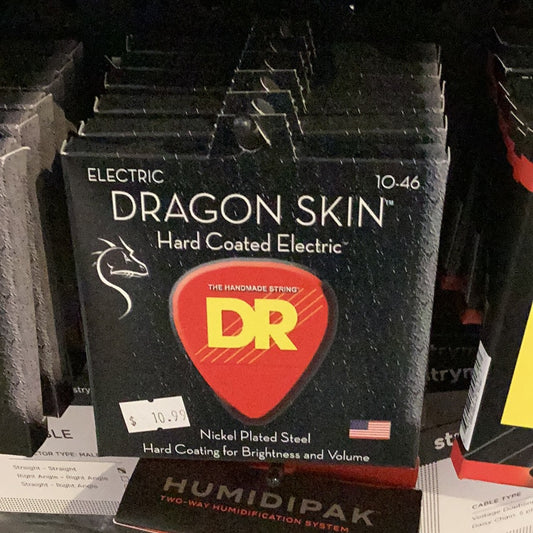 ELECTRIC
10-46
DRAGON SKIN™
Hard Coated Electric™
THE HANDMADE STRING
DR
$ 10.99
Nickel Plated Steel
Hard Coating for Brightness and Volume
HUMIDIPAK
TWO-WAY HUMIDIFICATION SYSTEM
Straight - Straight
Right Angle - Right Angle
Straight - Right Angle
CABLE TYPE